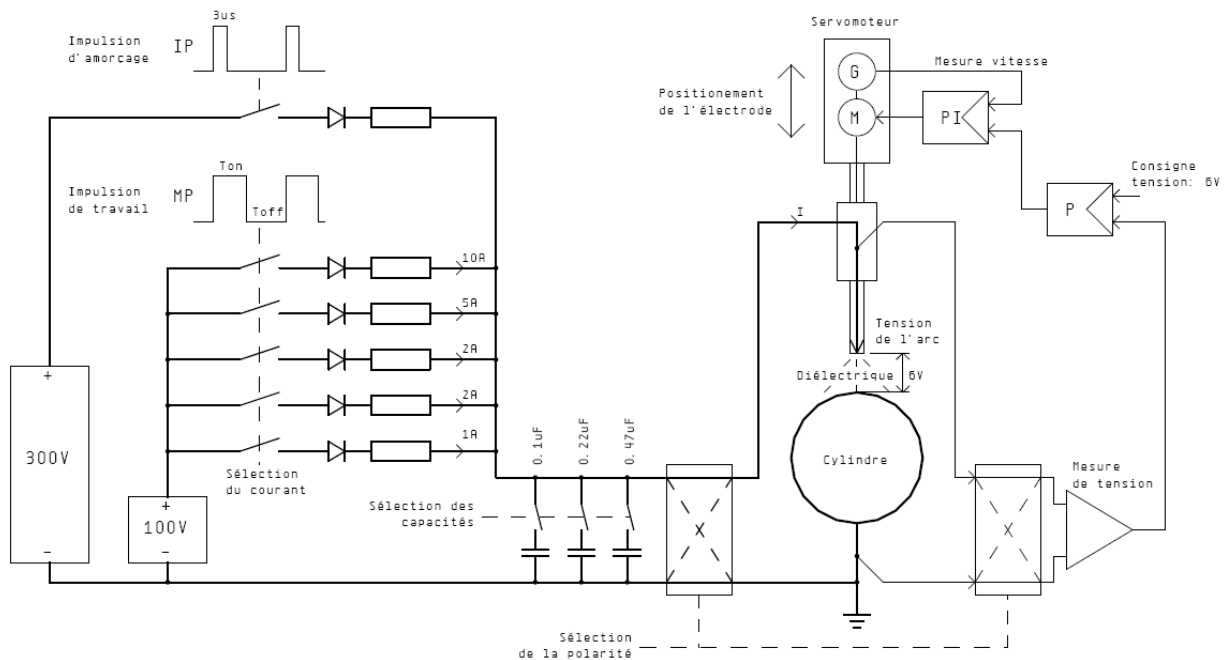 3us
Impulsion
d'amorçage
IP
Ton
Impulsion
de travail
MP
Toff
10A
5A
2A
2A
1A
Sélection
du courant
+
300V
-
+
100V
-
0.1uF
0.22uF
0.47uF
Sélection des
capacités
X
Sélection
de la polarité
Servomoteur
G
M
Positionement
de l'électrode
Mesure vitesse
PI
Consigne
tension: 6V
P
I
Tension
de l'arc
Diélectrique 6V
Cylindre
X
Mesure
de tension